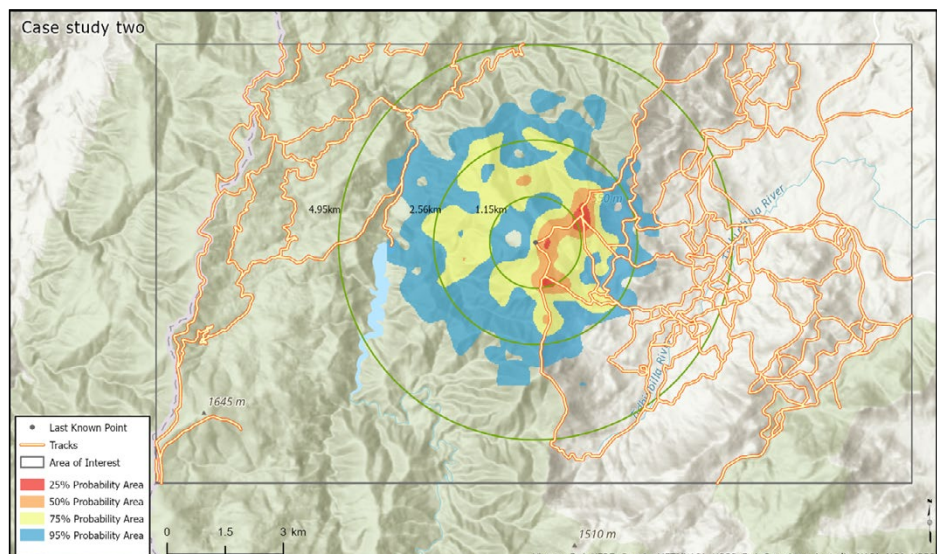 Case study two
4.95km
2.56km
1.15km
River
1645 m
Last Known Point
Tracks
Area of Interest
25% Probability Area
50% Probability Area
75% Probability Area
95% Probability Area
0 1.5 3 km
1510 m